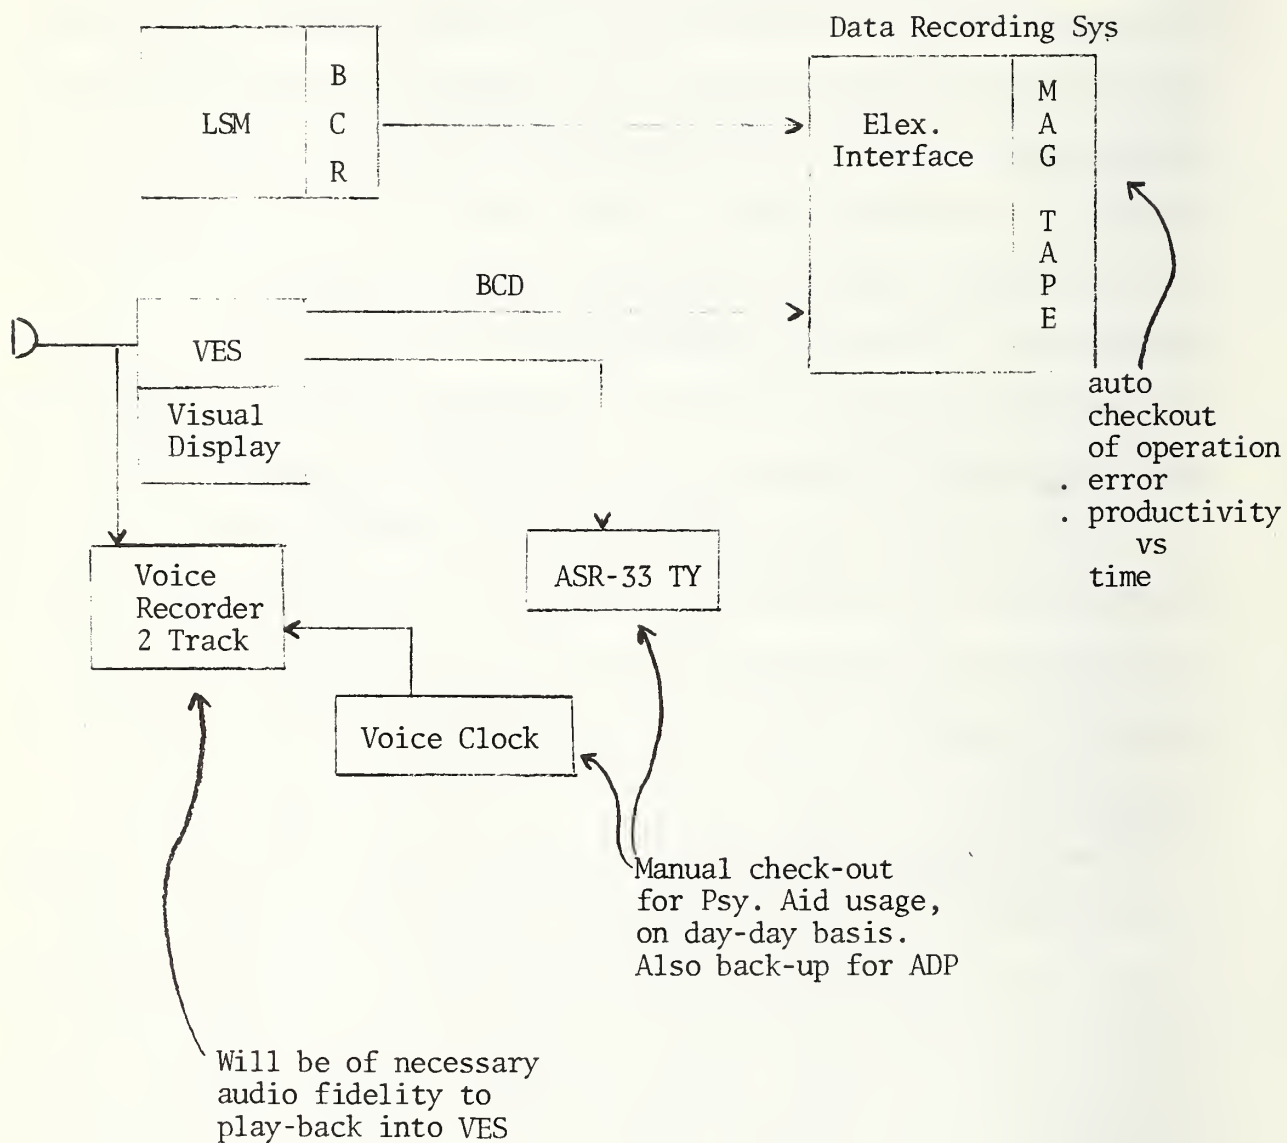 Data Recording Sys
LSM
B
C
R
Elex.
Interface
M
A
G
T
A
P
E
BCD
VES
Visual
Display
auto
checkout
of operation
. error
. productivity
vs
time
Voice
Recorder
2 Track
ASR-33 TY
Voice Clock
Manual check-out
for Psy. Aid usage,
on day-day basis.
Also back-up for ADP
Will be of necessary
audio fidelity to
play-back into VES